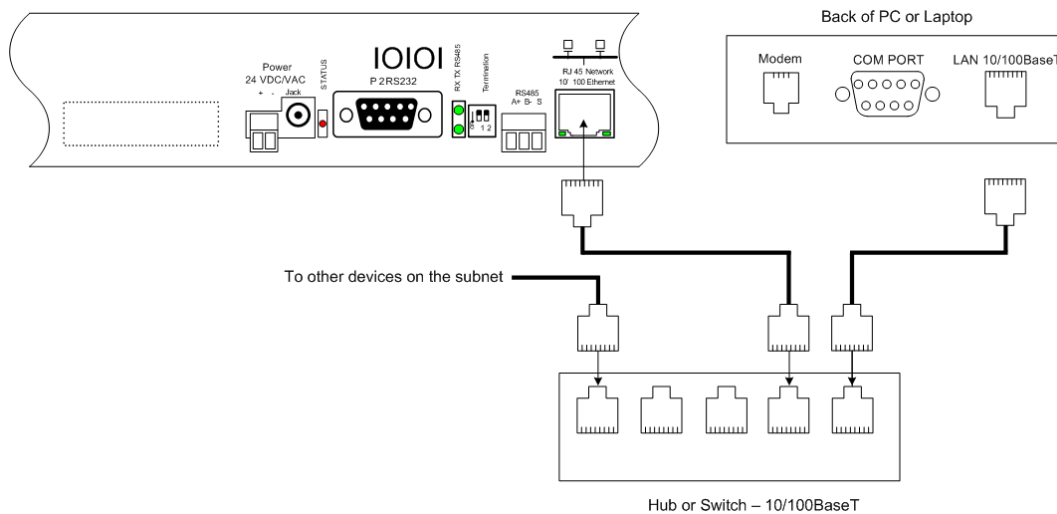 Back of PC or Laptop
IOIOI
Power
24 VDC/VAC
+ -
Jack
STATUS
P 2 RS232
RX TX RS485
Termination
ON
1 2
RS485
A+ B- S
RJ 45 Network
10/ 100 Ethernet
Modem
COM PORT
LAN 10/100BaseT
To other devices on the subnet
Hub or Switch – 10/100BaseT